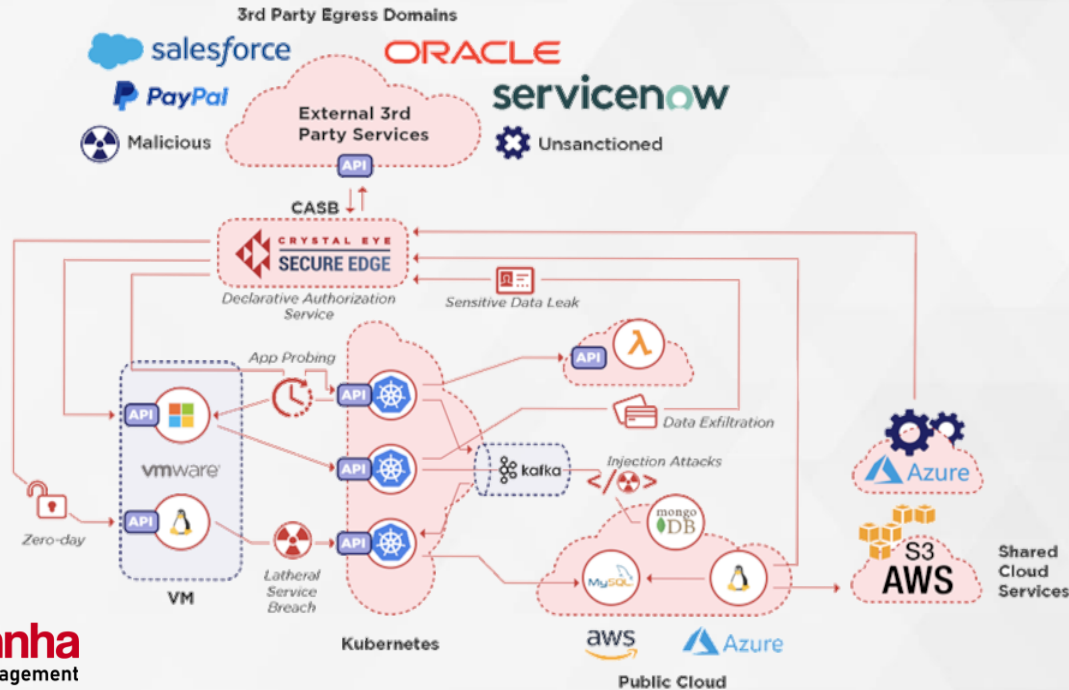 3rd Party Egress Domains
salesforce
ORACLE
PayPal
servicenow
External 3rd
Party Services
Malicious
Unsanctioned
API
CASB
CRYSTAL EYE
SECURE EDGE
Declarative Authorization
Service
Sensitive Data Leak
App Probing
API
API
API
Data Exfiltration
vmware
API
kafka
Injection Attacks
</>
Azure
mongo
DB
Zero-day
API
API
Latheral
Service
Breach
MySQL
S3
AWS
Shared
Cloud
Services
VM
Kubernetes
aws
Azure
Public Cloud